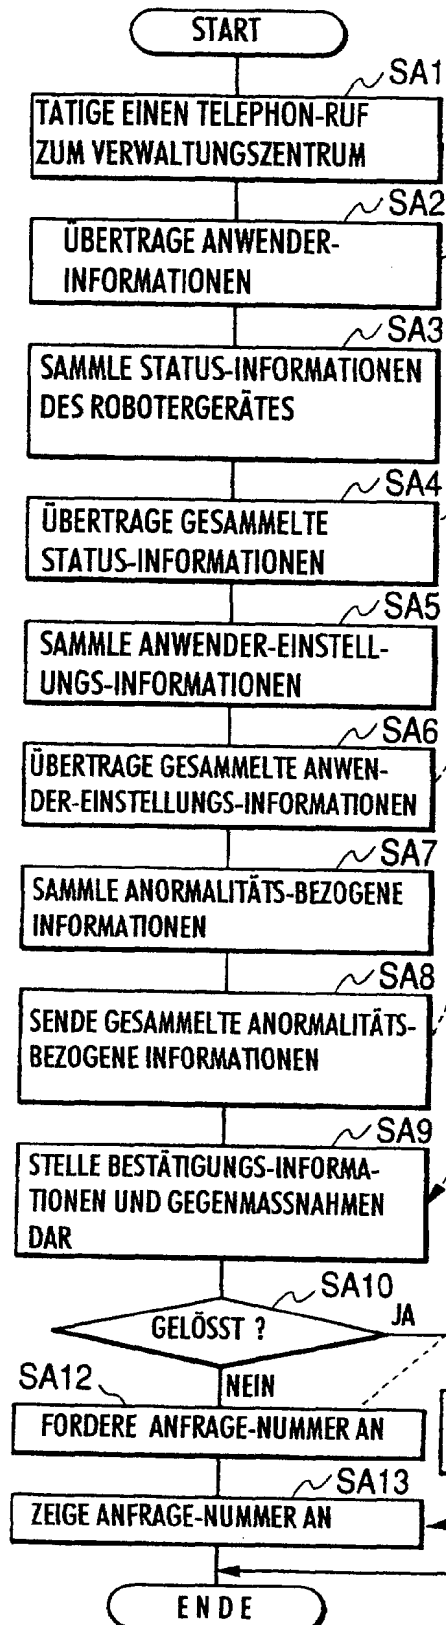 START
SA1
TÄTIGE EINEN TELEPHON-RUF
ZUM VERWALTUNGSZENTRUM
SA2
ÜBERTRAGE ANWENDER-
INFORMATIONEN
SA3
SAMMLE STATUS-INFORMATIONEN
DES ROBOTERGERÄTES
SA4
ÜBERTRAGE GESAMMELTE
STATUS-INFORMATIONEN
SA5
SAMMLE ANWENDER-EINSTELL-
UNGS-INFORMATIONEN
SA6
ÜBERTRAGE GESAMMELTE ANWEN-
DER-EINSTELLUNGS-INFORMATIONEN
SA7
SAMMLE ANORMALITÄTS-BEZOGENE
INFORMATIONEN
SA8
SENDE GESAMMELTE ANORMALITÄTS-
BEZOGENE INFORMATIONEN
SA9
STELLE BESTÄTIGUNGS-INFORMA-
TIONEN UND GEGENMASSNAHMEN
DAR
SA10
GELÖSST ?
JA
NEIN
SA12
FORDERE ANFRAGE-NUMMER AN
SA13
ZEIGE ANFRAGE-NUMMER AN
ENDE